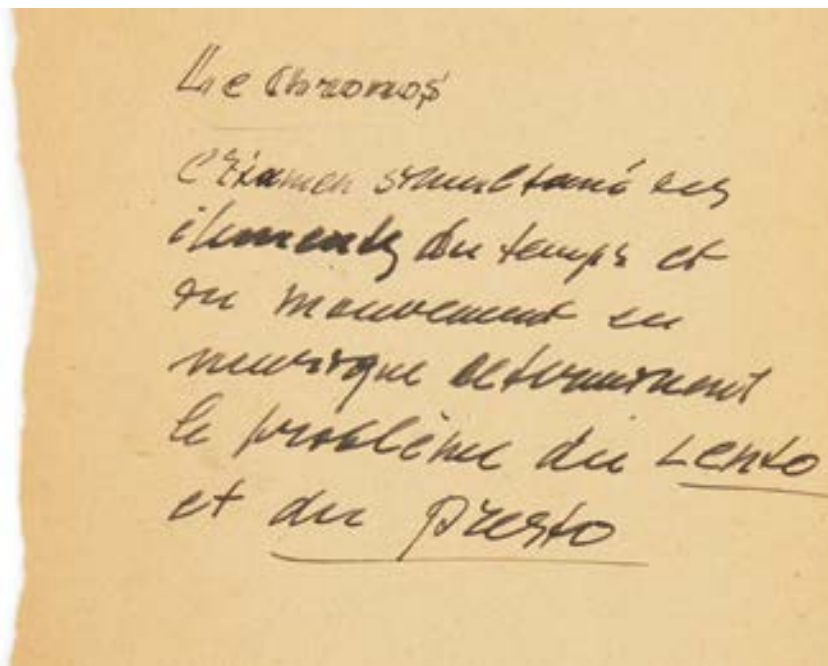 Le Chronos
L'Examen simultané des
éléments du temps et
du mouvement en
musique déterminent
le problème du Lento
et du presto